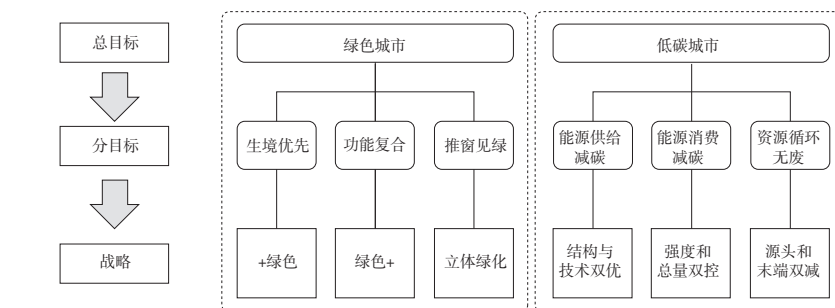 总目标
绿色城市
低碳城市
分目标
生境优先
功能复合
推窗见绿
能源供给
减碳
能源消费
减碳
资源循环
无废
战略
+绿色
绿色+
立体绿化
结构与
技术双优
强度和
总量双控
源头和
末端双减